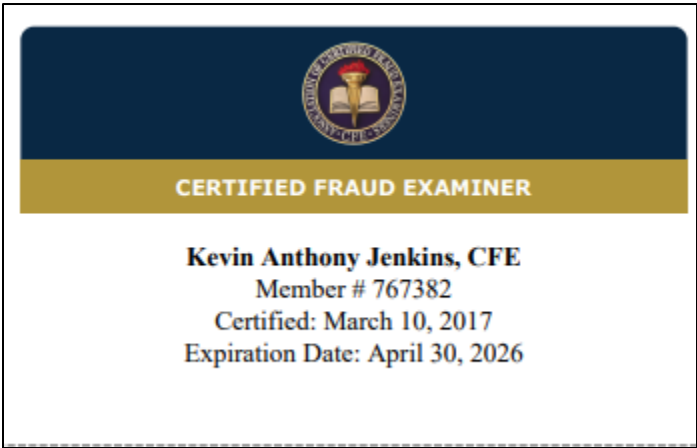 CERTIFIED FRAUD EXAMINER
Kevin Anthony Jenkins, CFE
Member # 767382
Certified: March 10, 2017
Expiration Date: April 30, 2026